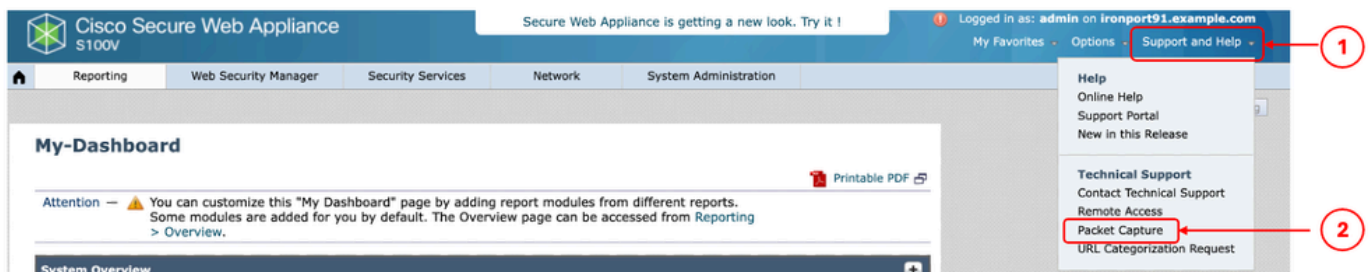 Cisco Secure Web Appliance
S100V
Secure Web Appliance is getting a new look. Try it !
Logged in as: admin on ironport91.example.com
My Favorites Options Support and Help
1
Reporting Web Security Manager Security Services Network System Administration
Help
Online Help
Support Portal
New in this Release
My-Dashboard
Printable PDF
Technical Support
Contact Technical Support
Remote Access
Packet Capture
2
URL Categorization Request
Attention — You can customize this "My Dashboard" page by adding report modules from different reports.
Some modules are added for you by default. The Overview page can be accessed from Reporting
> Overview.
System Overview